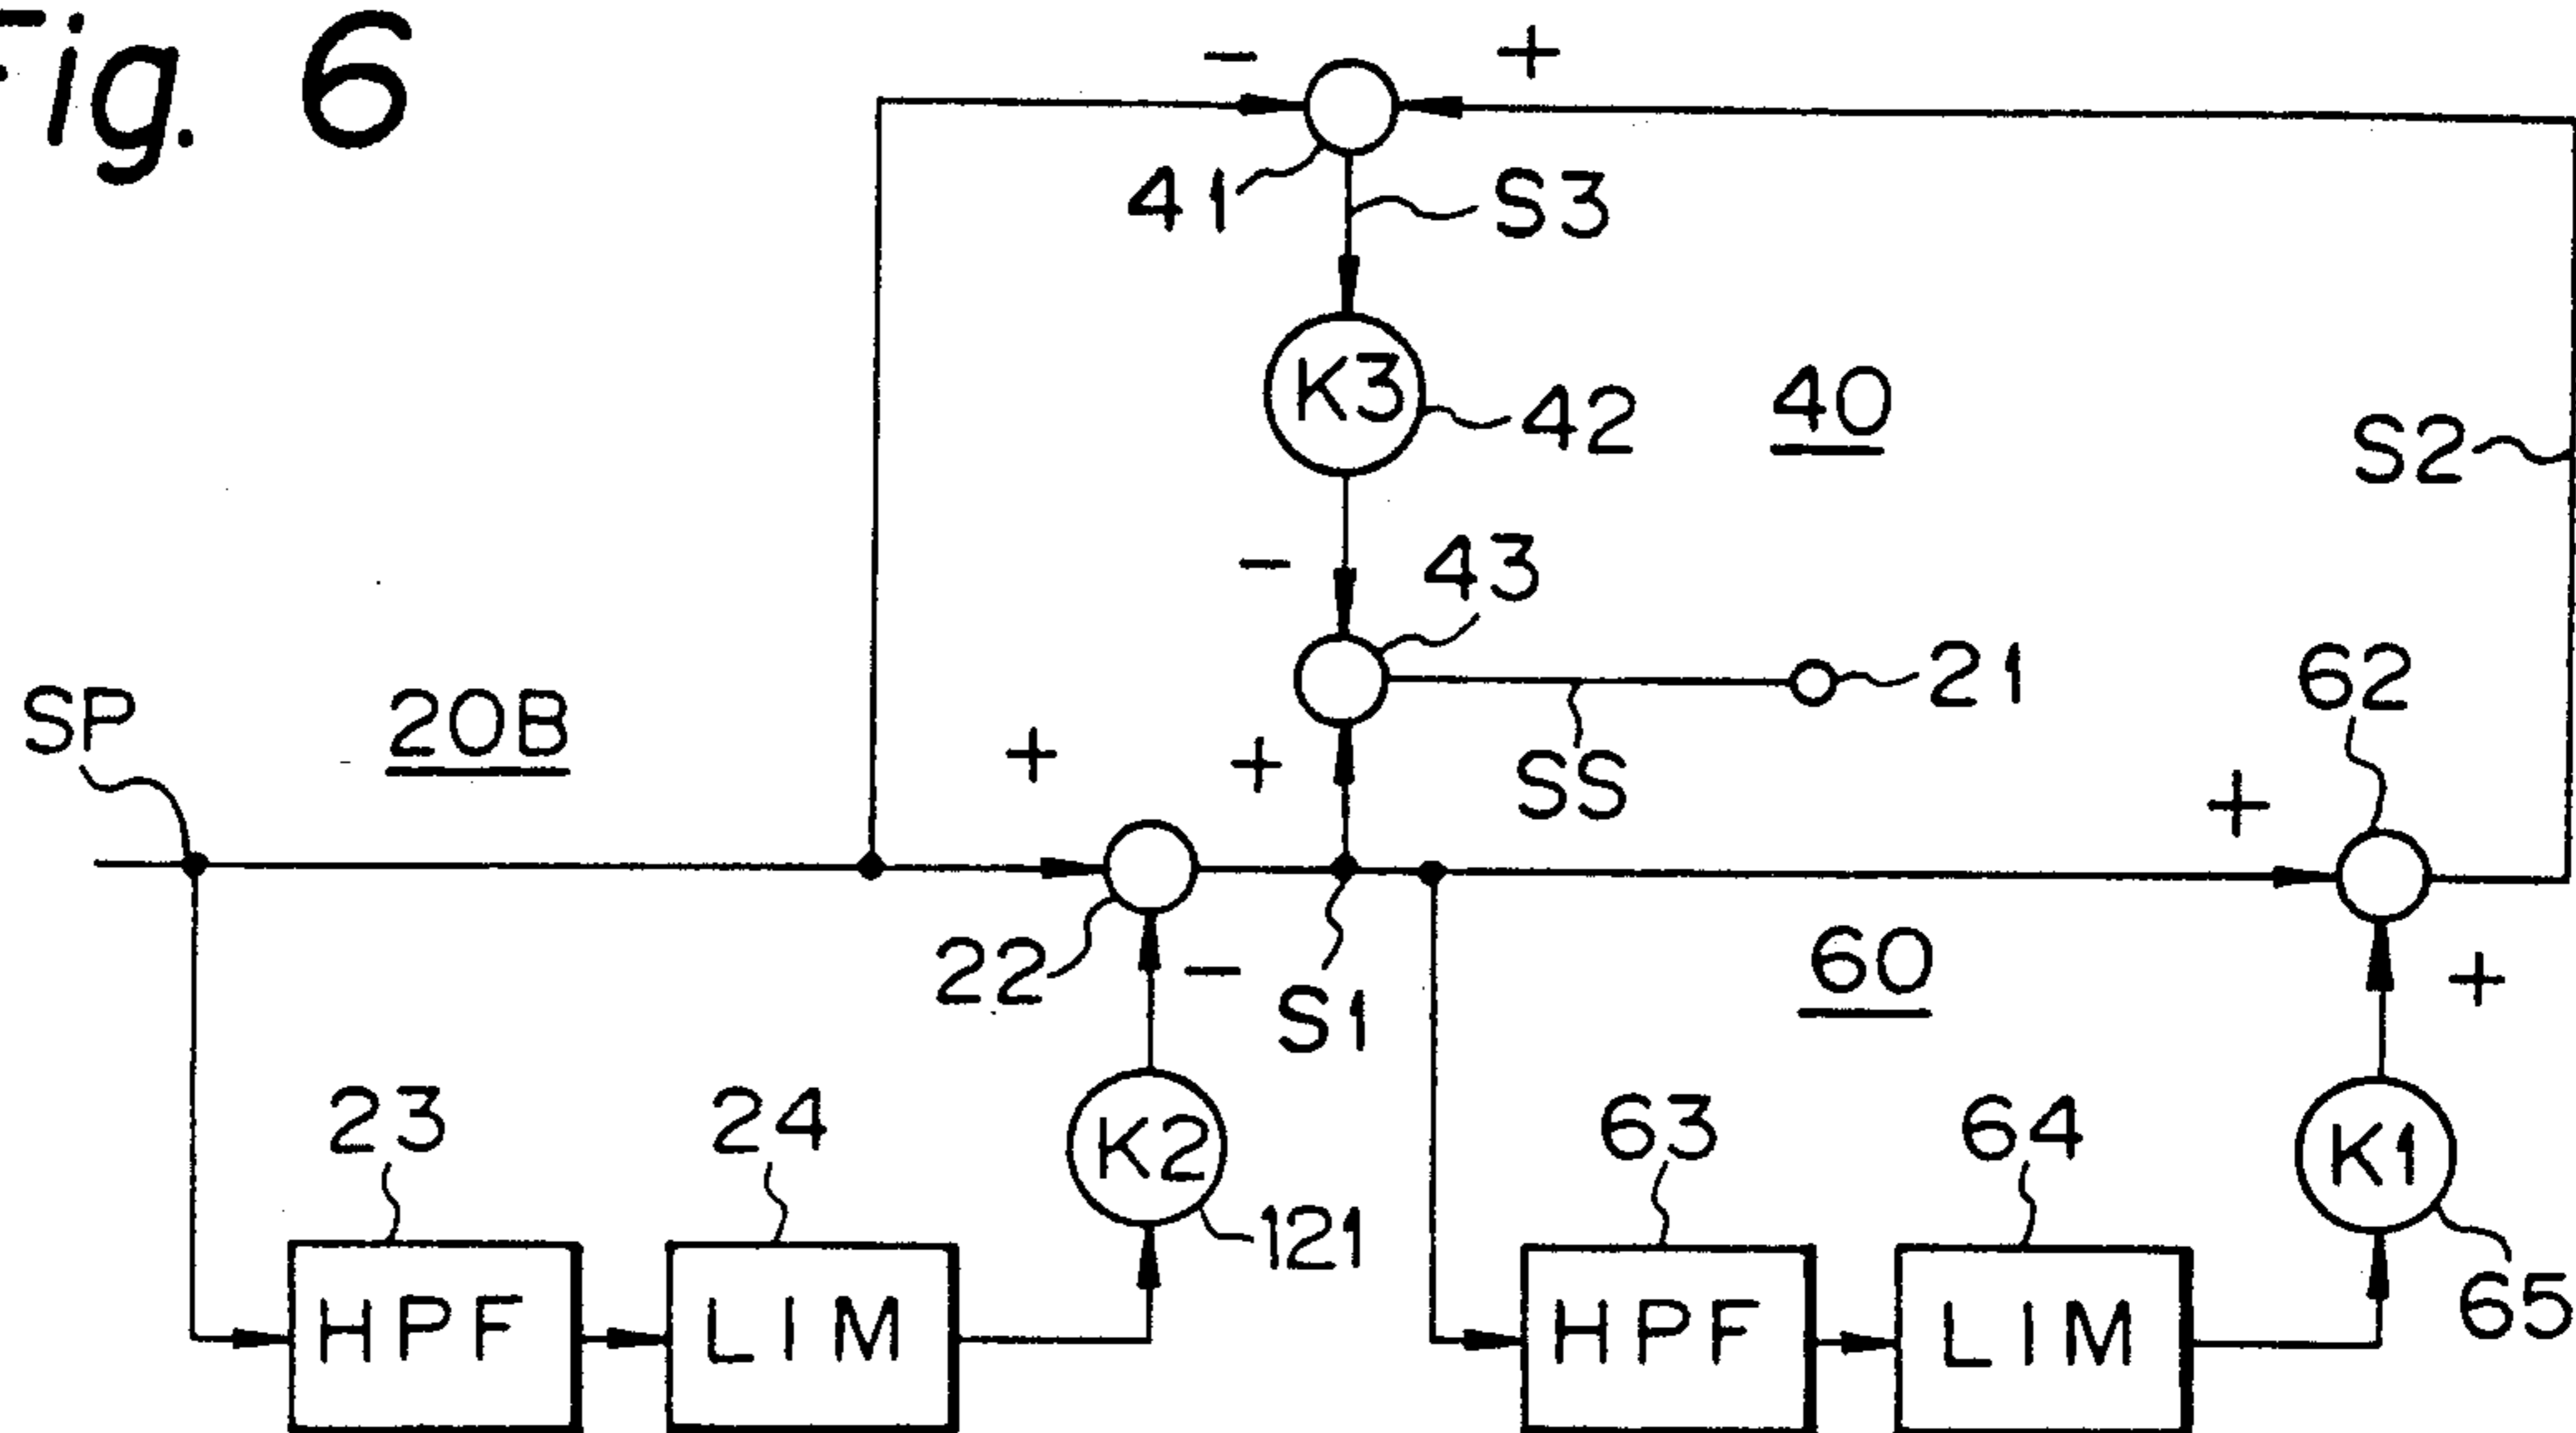 Fig. 6
- +
41 S3
K3 42 40
S2
- 43
SP 20B + + SS 21 62 +
22 - S1 60 +
23 24 K2 121 63 64 K1 65
HPF LIM HPF LIM